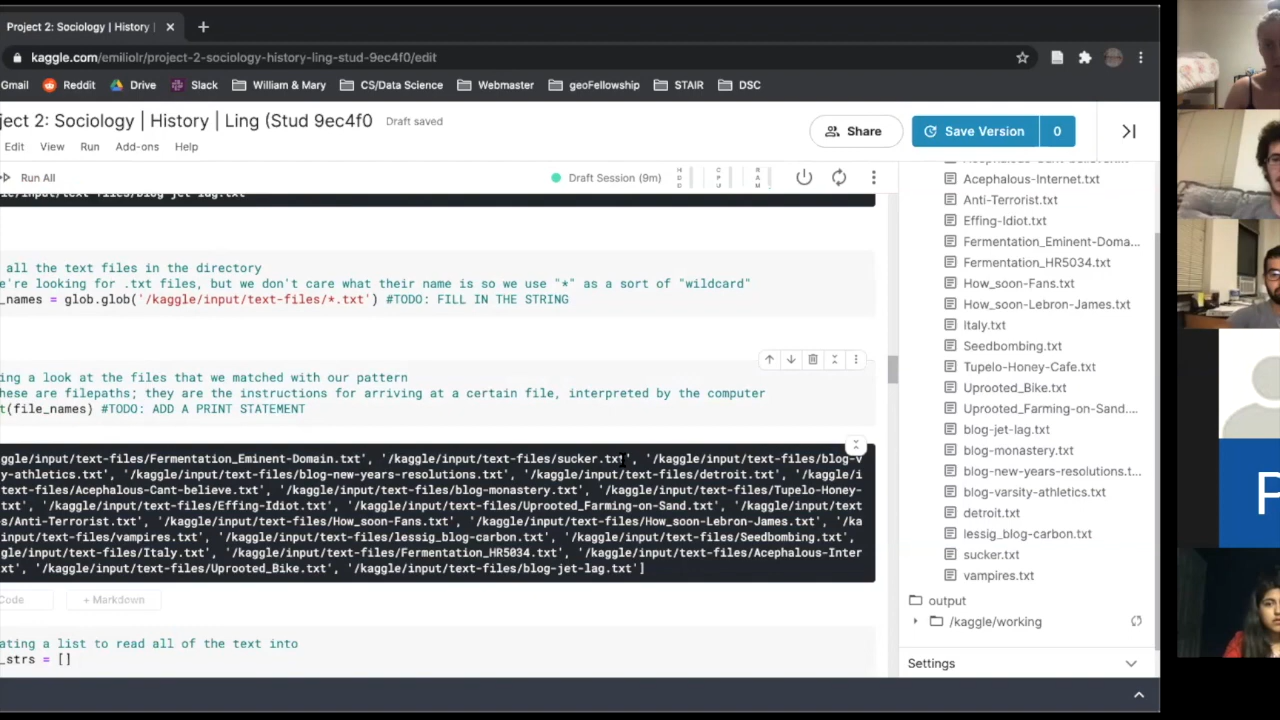 Project 2: Sociology | History |
kaggle.com/emiliolr/project-2-sociology-history-ling-stud-9ec4f0/edit
Gmail Reddit Drive Slack William & Mary CS/Data Science Webmaster geoFellowship STAIR DSC
ject 2: Sociology | History | Ling (Stud 9ec4f0 Draft saved
Share Save Version 0
Edit View Run Add-ons Help
Run All Draft Session (9m) HDD CPU RAM
le/input/text-files/blog-jet-lag.txt
all the text files in the directory
e're looking for .txt files, but we don't care what their name is so we use "*" as a sort of "wildcard"
_names = glob.glob('/kaggle/input/text-files/*.txt') #TODO: FILL IN THE STRING
ing a look at the files that we matched with our pattern
hese are filepaths; they are the instructions for arriving at a certain file, interpreted by the computer
t(file_names) #TODO: ADD A PRINT STATEMENT
ggle/input/text-files/Fermentation_Eminent-Domain.txt', '/kaggle/input/text-files/sucker.txt', '/kaggle/input/text-files/blog-v
y-athletics.txt', '/kaggle/input/text-files/blog-new-years-resolutions.txt', '/kaggle/input/text-files/detroit.txt', '/kaggle/i
text-files/Acephalous-Cant-believe.txt', '/kaggle/input/text-files/blog-monastery.txt', '/kaggle/input/text-files/Tupelo-Honey-
xt', '/kaggle/input/text-files/Effing-Idiot.txt', '/kaggle/input/text-files/Uprooted_Farming-on-Sand.txt', '/kaggle/input/text-
s/Anti-Terrorist.txt', '/kaggle/input/text-files/How_soon-Fans.txt', '/kaggle/input/text-files/How_soon-Lebron-James.txt', '/ka
input/text-files/vampires.txt', '/kaggle/input/text-files/lessig_blog-carbon.txt', '/kaggle/input/text-files/Seedbombing.txt',
ggle/input/text-files/Italy.txt', '/kaggle/input/text-files/Fermentation_HR5034.txt', '/kaggle/input/text-files/Acephalous-Inter
xt', '/kaggle/input/text-files/Uprooted_Bike.txt', '/kaggle/input/text-files/blog-jet-lag.txt']
Code + Markdown
ating a list to read all of the text into
_strs = []
Acephalous-Internet.txt
Anti-Terrorist.txt
Effing-Idiot.txt
Fermentation_Eminent-Doma...
Fermentation_HR5034.txt
How_soon-Fans.txt
How_soon-Lebron-James.txt
Italy.txt
Seedbombing.txt
Tupelo-Honey-Cafe.txt
Uprooted_Bike.txt
Uprooted_Farming-on-Sand....
blog-jet-lag.txt
blog-monastery.txt
blog-new-years-resolutions.t...
blog-varsity-athletics.txt
detroit.txt
lessig_blog-carbon.txt
sucker.txt
vampires.txt
output
/kaggle/working
Settings
P